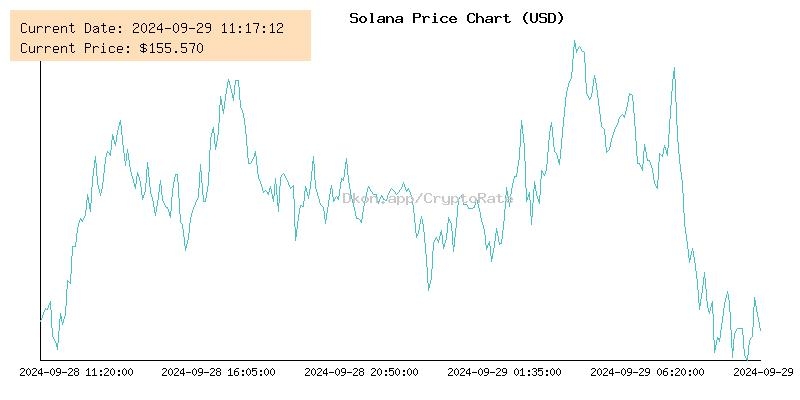 Solana Price Chart (USD)
Current Date: 2024-09-29 11:17:12
Current Price: $155.570
Dkon.app/CryptoRate
2024-09-28 11:20:00
2024-09-28 16:05:00
2024-09-28 20:50:00
2024-09-29 01:35:00
2024-09-29 06:20:00
2024-09-29